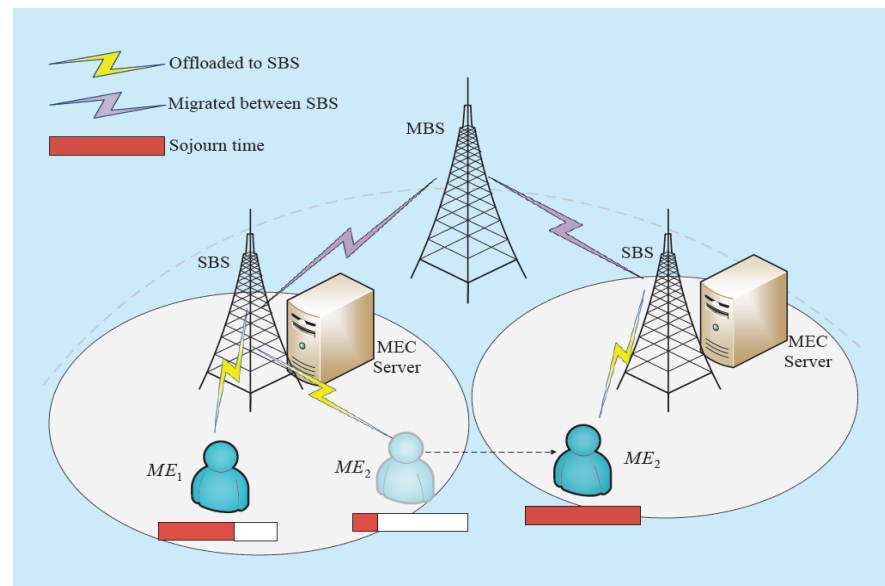 Offloaded to SBS
Migrated between SBS
Sojourn time
MBS
SBS
SBS
MEC
Server
MEC
Server
ME₁
ME₂
ME₂